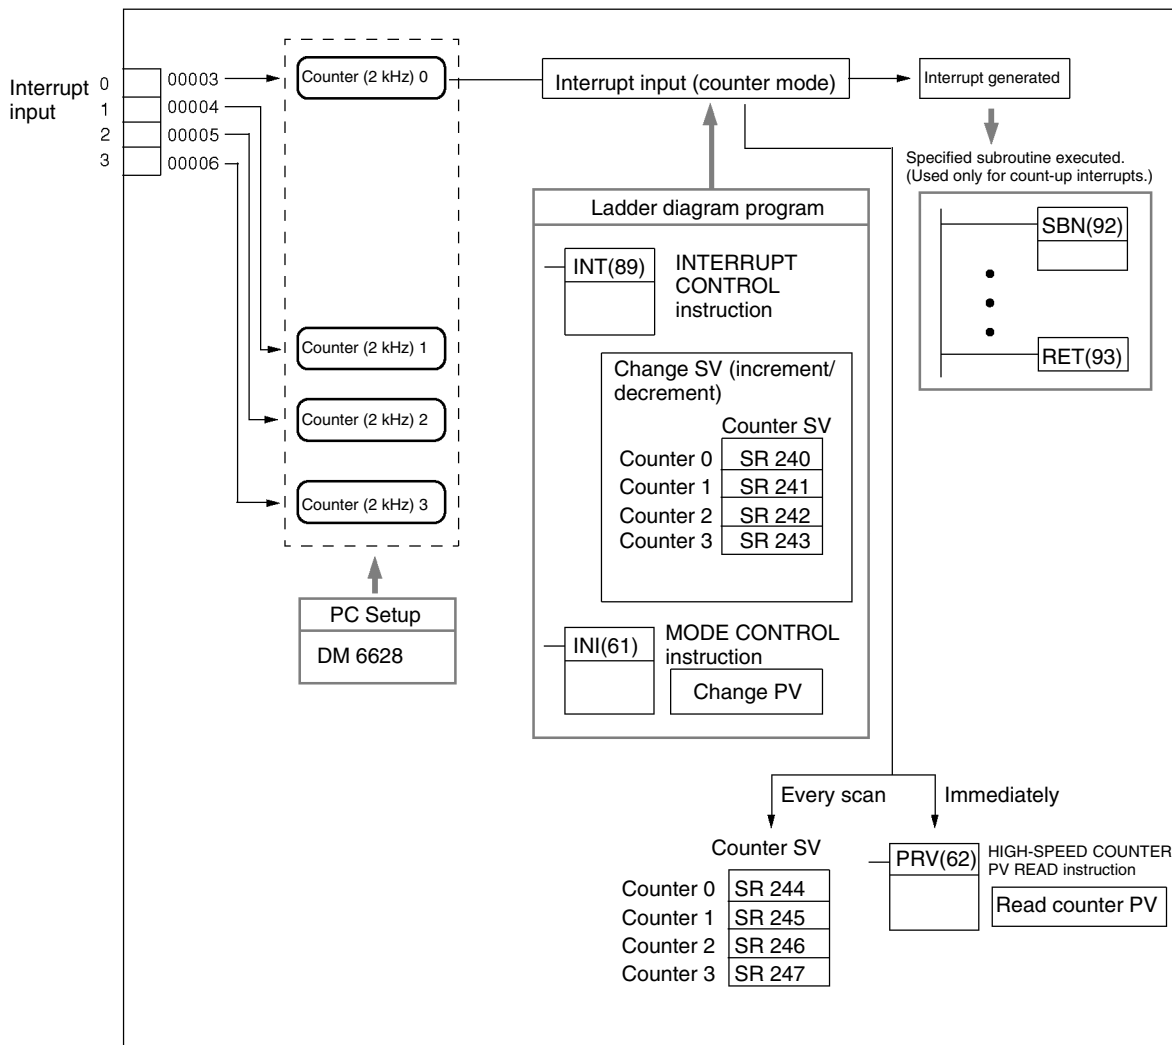 Interrupt
input
0 00003
1 00004
2 00005
3 00006
Counter (2 kHz) 0
Counter (2 kHz) 1
Counter (2 kHz) 2
Counter (2 kHz) 3
PC Setup
DM 6628
Interrupt input (counter mode)
Interrupt generated
Specified subroutine executed.
(Used only for count-up interrupts.)
SBN(92)
RET(93)
Ladder diagram program
INT(89)
INTERRUPT
CONTROL
instruction
Change SV (increment/
decrement)
Counter SV
Counter 0 SR 240
Counter 1 SR 241
Counter 2 SR 242
Counter 3 SR 243
INI(61)
MODE CONTROL
instruction
Change PV
Every scan
Immediately
Counter SV
Counter 0 SR 244
Counter 1 SR 245
Counter 2 SR 246
Counter 3 SR 247
PRV(62)
HIGH-SPEED COUNTER
PV READ instruction
Read counter PV